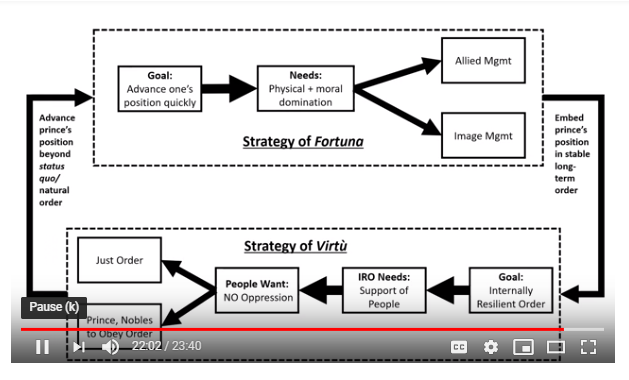 Goal:
Advance one's
position quickly
Needs:
Physical + moral
domination
Allied Mgmt
Image Mgmt
Strategy of Fortuna
Advance
prince's
position
beyond
status
quo/
natural
order
Embed
prince's
position
in stable
long-
term
order
Strategy of Virtù
Just Order
Prince, Nobles
to Obey Order
People Want:
NO Oppression
IRO Needs:
Support of
People
Goal:
Internally
Resilient Order
Pause (k)
22:02 / 23:40
CC